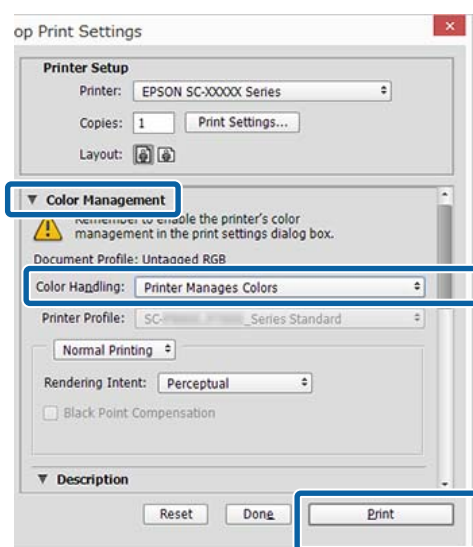 op Print Settings
Printer Setup
Printer: EPSON SC-XXXXX Series
Copies: 1 Print Settings...
Layout:
Color Management
Remember to enable the printer's color
management in the print settings dialog box.
Document Profile: Untagged RGB
Color Handling: Printer Manages Colors
Printer Profile: SC- _Series Standard
Normal Printing
Rendering Intent: Perceptual
Black Point Compensation
Description
Reset Done Print